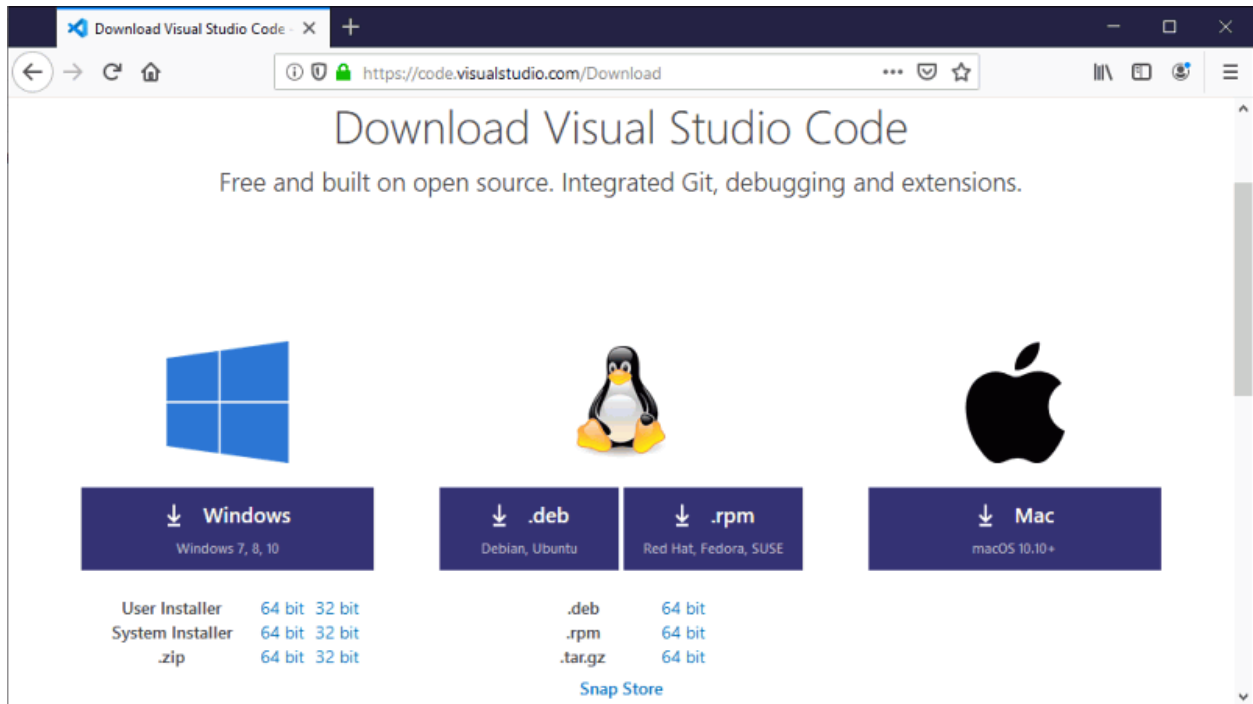 Download Visual Studio Code -
https://code.visualstudio.com/Download
Download Visual Studio Code
Free and built on open source. Integrated Git, debugging and extensions.
Windows
Windows 7, 8, 10
.deb
Debian, Ubuntu
.rpm
Red Hat, Fedora, SUSE
Mac
macOS 10.10+
User Installer 64 bit 32 bit
System Installer 64 bit 32 bit
.zip 64 bit 32 bit
.deb 64 bit
.rpm 64 bit
.tar.gz 64 bit
Snap Store